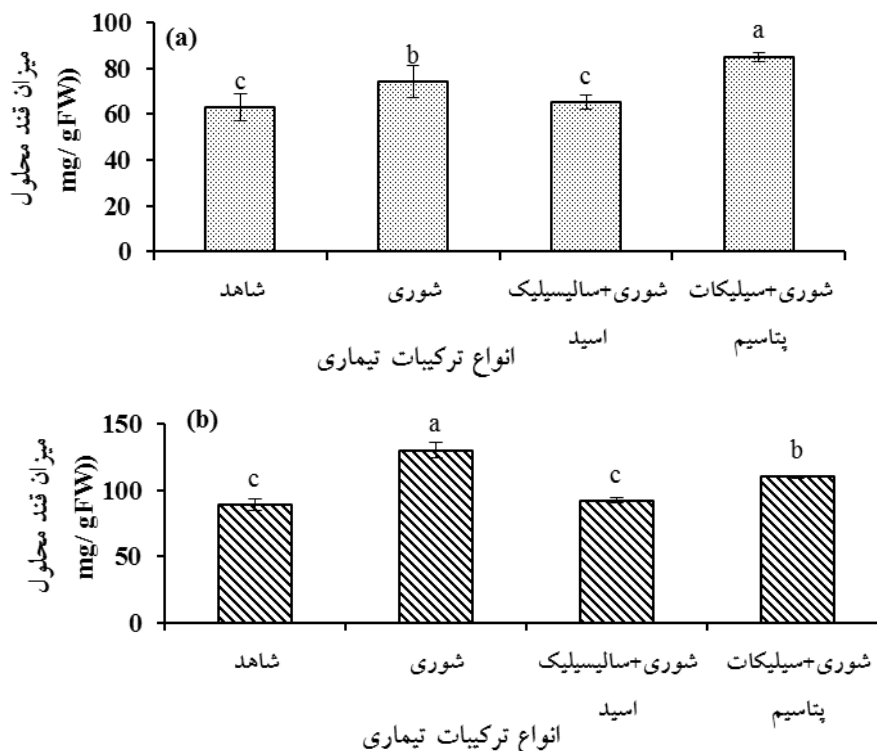 (a)
میزان قند محلول
mg/ gFW))
100
80
60
40
20
0
c
b
c
a
شاهد
شوری
شوری+سالیسیلیک
اسید
شوری+سیلیکات
پتاسیم
انواع ترکیبات تیماری
(b)
میزان قند محلول
mg/ gFW))
150
100
50
0
c
a
c
b
شاهد
شوری
شوری+سالیسیلیک
اسید
شوری+سیلیکات
پتاسیم
انواع ترکیبات تیماری